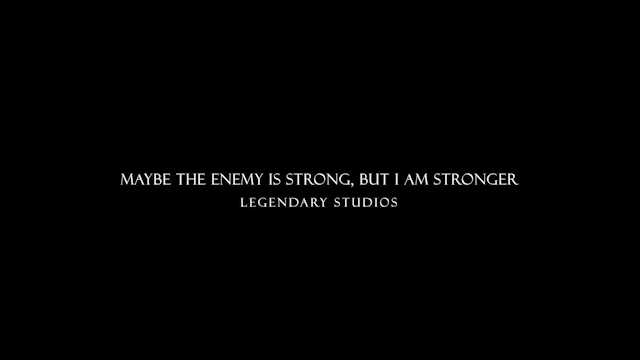 MAYBE THE ENEMY IS STRONG, BUT I AM STRONGER
LEGENDARY STUDIOS